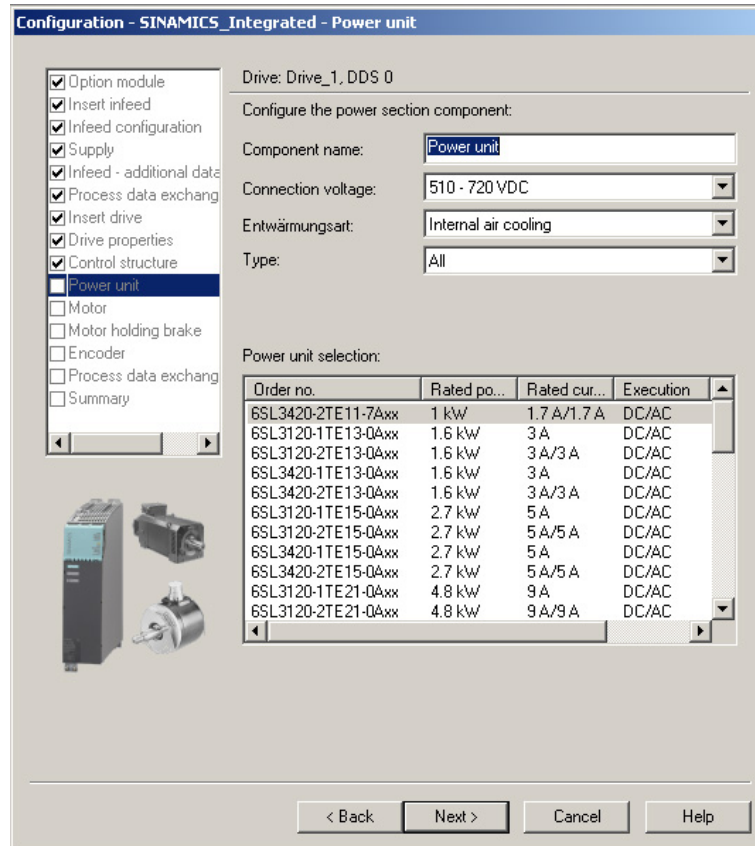 Configuration - SINAMICS_Integrated - Power unit
Option module
Insert infeed
Infeed configuration
Supply
Infeed - additional data
Process data exchang
Insert drive
Drive properties
Control structure
Power unit
Motor
Motor holding brake
Encoder
Process data exchang
Summary
Drive: Drive_1, DDS 0
Configure the power section component:
Component name: Power unit
Connection voltage: 510 - 720 VDC
Entwärmungsart: Internal air cooling
Type: All
Power unit selection:
Order no. Rated po... Rated cur... Execution
6SL3420-2TE11-7Axx 1 kW 1.7 A/1.7 A DC/AC
6SL3120-1TE13-0Axx 1.6 kW 3 A DC/AC
6SL3120-2TE13-0Axx 1.6 kW 3 A/3 A DC/AC
6SL3420-1TE13-0Axx 1.6 kW 3 A DC/AC
6SL3420-2TE13-0Axx 1.6 kW 3 A/3 A DC/AC
6SL3120-1TE15-0Axx 2.7 kW 5 A DC/AC
6SL3120-2TE15-0Axx 2.7 kW 5 A/5 A DC/AC
6SL3420-1TE15-0Axx 2.7 kW 5 A DC/AC
6SL3420-2TE15-0Axx 2.7 kW 5 A/5 A DC/AC
6SL3120-1TE21-0Axx 4.8 kW 9 A DC/AC
6SL3120-2TE21-0Axx 4.8 kW 9 A/9 A DC/AC
< Back Next > Cancel Help